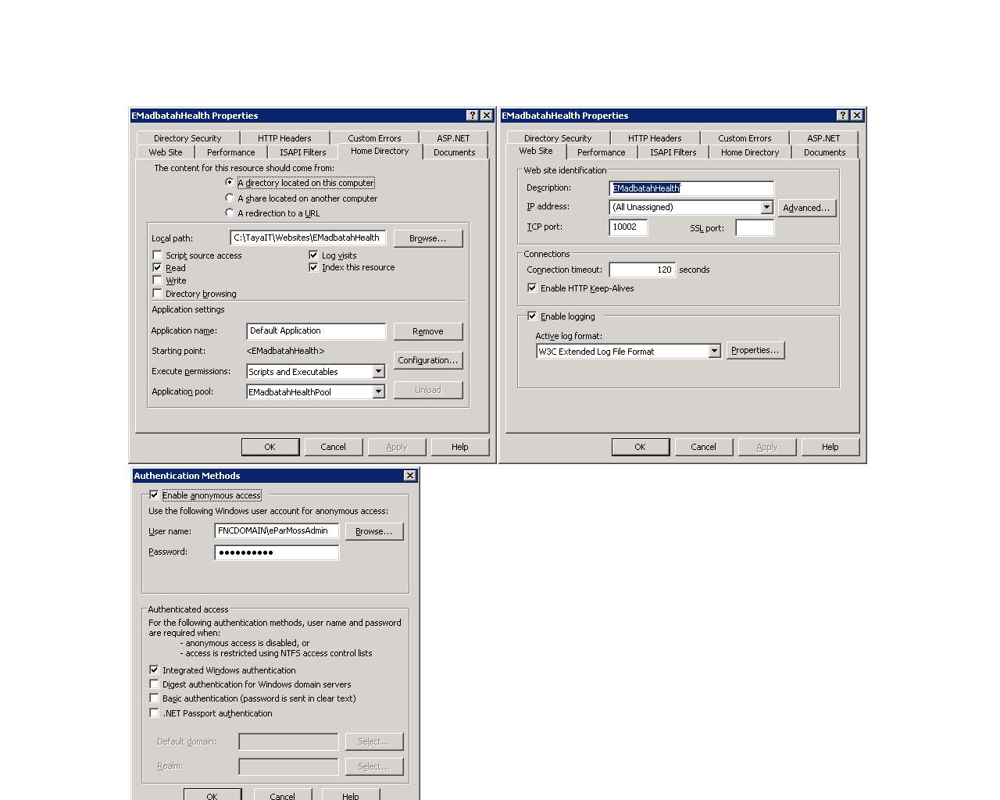 EMadbatahHealth Properties
Directory Security HTTP Headers Custom Errors ASP.NET
Web Site Performance ISAPI Filters Home Directory Documents
The content for this resource should come from:
A directory located on this computer
A share located on another computer
A redirection to a URL
Local path: C:\TayaIT\Websites\EMadbatahHealth Browse...
Script source access Log visits
Read Index this resource
Write
Directory browsing
Application settings
Application name: Default Application Remove
Starting point: <EMadbatahHealth>
Configuration...
Execute permissions: Scripts and Executables
Application pool: EMadbatahHealthPool Unload
OK Cancel Apply Help
EMadbatahHealth Properties
Directory Security HTTP Headers Custom Errors ASP.NET
Web Site Performance ISAPI Filters Home Directory Documents
Web site identification
Description: EMadbatahHealth
IP address: (All Unassigned) Advanced...
TCP port: 10002 SSL port:
Connections
Connection timeout: 120 seconds
Enable HTTP Keep-Alives
Enable logging
Active log format:
W3C Extended Log File Format Properties...
OK Cancel Apply Help
Authentication Methods
Enable anonymous access
Use the following Windows user account for anonymous access:
User name: FNCDOMAIN\eParMossAdmin Browse...
Password: ●●●●●●●●●●
Authenticated access
For the following authentication methods, user name and password
are required when:
- anonymous access is disabled, or
- access is restricted using NTFS access control lists
Integrated Windows authentication
Digest authentication for Windows domain servers
Basic authentication (password is sent in clear text)
.NET Passport authentication
Default domain: Select...
Realm: Select...
OK Cancel Help